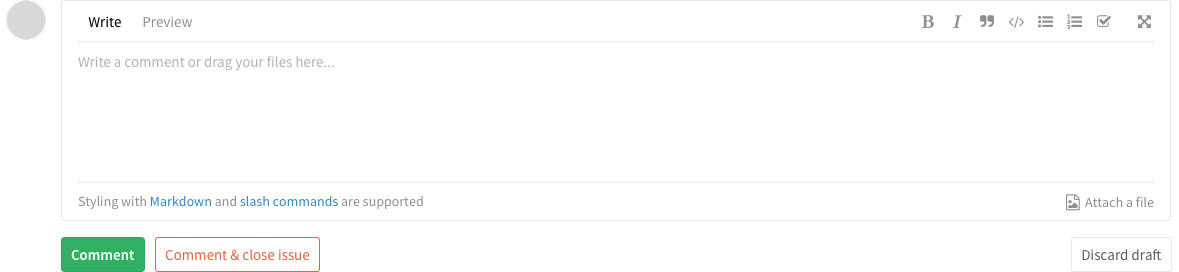 Write Preview
Write a comment or drag your files here...
Styling with Markdown and slash commands are supported
Attach a file
Comment
Comment & close issue
Discard draft